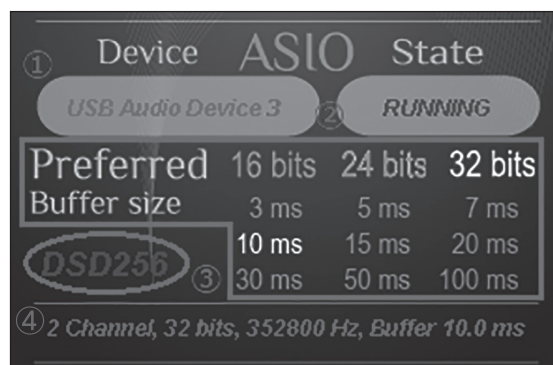 Device ASIO State
①
USB Audio Device 3 ② RUNNING
Preferred 16 bits 24 bits 32 bits
Buffer size 3 ms 5 ms 7 ms
10 ms 15 ms 20 ms
DSD256 ③ 30 ms 50 ms 100 ms
④ 2 Channel, 32 bits, 352800 Hz, Buffer 10.0 ms